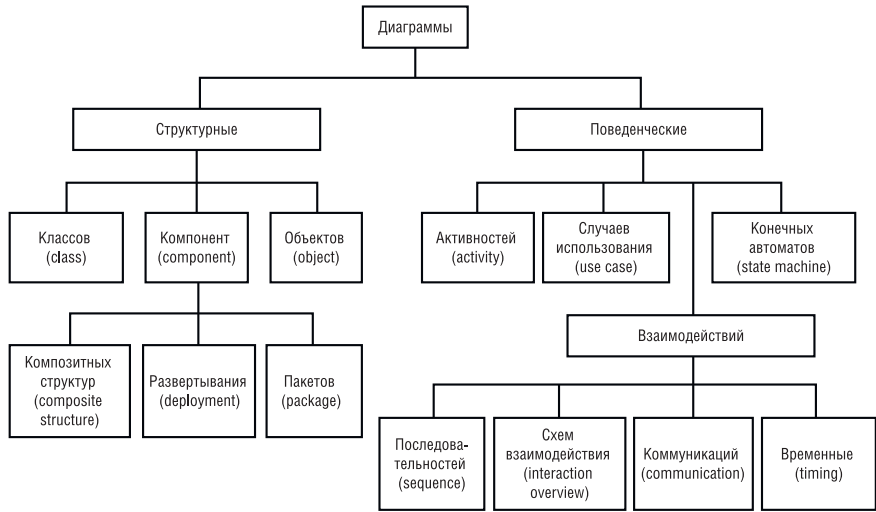 Диаграммы
Структурные
Поведенческие
Классов
(class)
Компонент
(component)
Объектов
(object)
Активностей
(activity)
Случаев
использования
(use case)
Конечных
автоматов
(state machine)
Взаимодействий
Композитных
структур
(composite
structure)
Развертывания
(deployment)
Пакетов
(package)
Последова-
тельностей
(sequence)
Схем
взаимодействия
(interaction
overview)
Коммуникаций
(communication)
Временные
(timing)